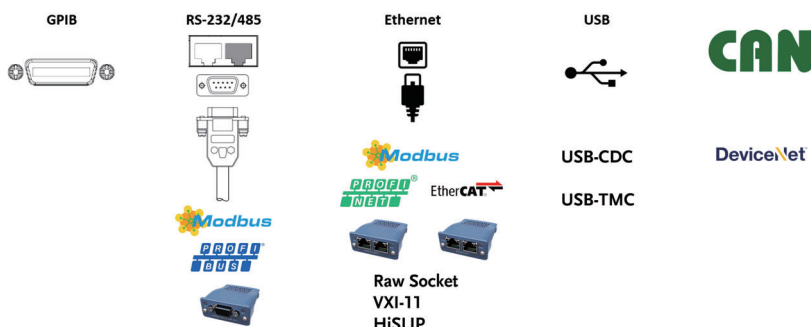 GPIB
RS-232/485
Ethernet
USB
CAN
Modbus
PROFI
BUS
Modbus
PROFI
NET
EtherCAT
Raw Socket
VXI-11
HiSLIP
USB-CDC
USB-TMC
DeviceNet